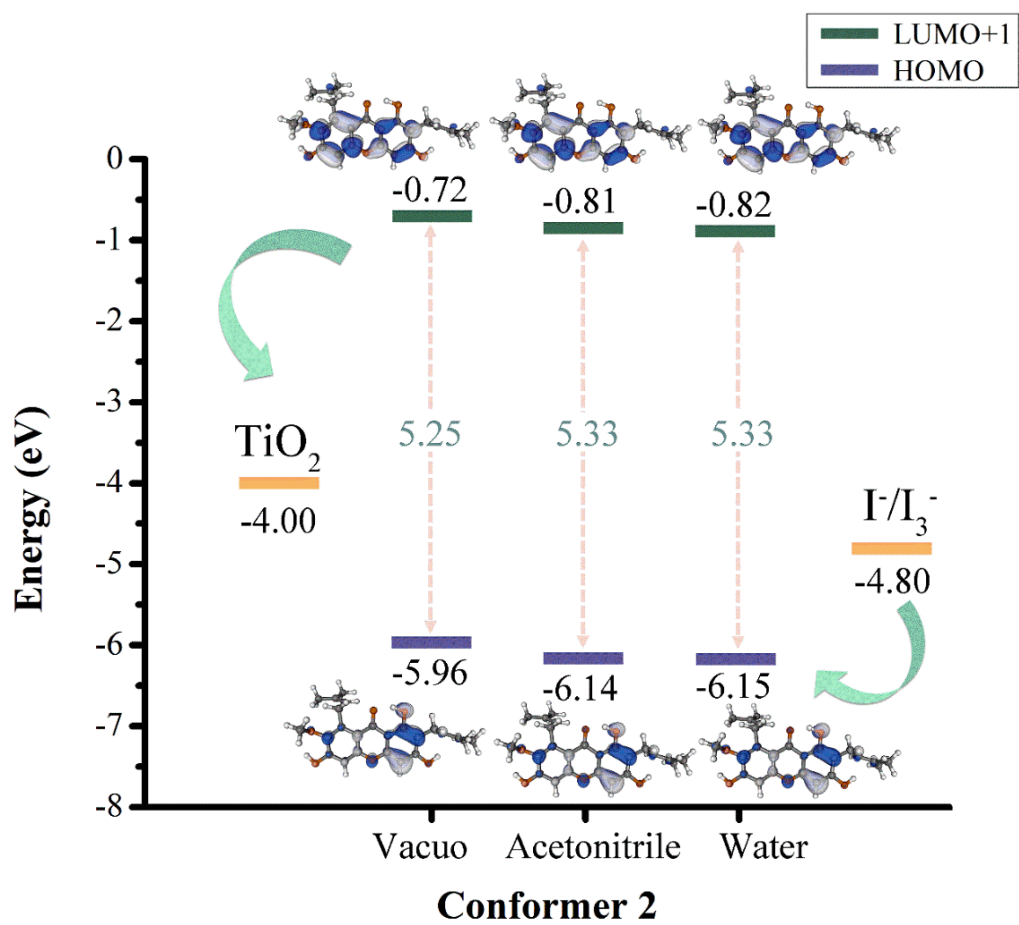 LUMO+1
HOMO
0
-1
-2
-3
-4
-5
-6
-7
-8
Energy (eV)
-0.72
-0.81
-0.82
5.25
5.33
5.33
TiO₂
-4.00
I⁻/I₃⁻
-4.80
-5.96
-6.14
-6.15
Vacuo Acetonitrile Water
Conformer 2